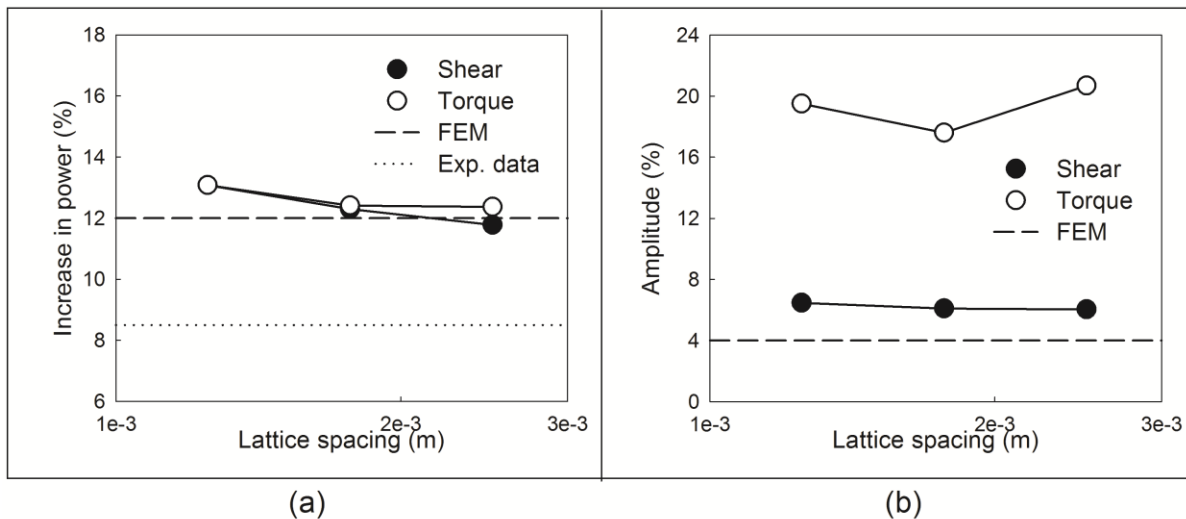 18
16
14
12
10
8
6
Increase in power (%)
Shear
Torque
FEM
Exp. data
1e-3
2e-3
3e-3
Lattice spacing (m)
(a)
24
20
16
12
8
4
0
Amplitude (%)
Shear
Torque
FEM
1e-3
2e-3
3e-3
Lattice spacing (m)
(b)